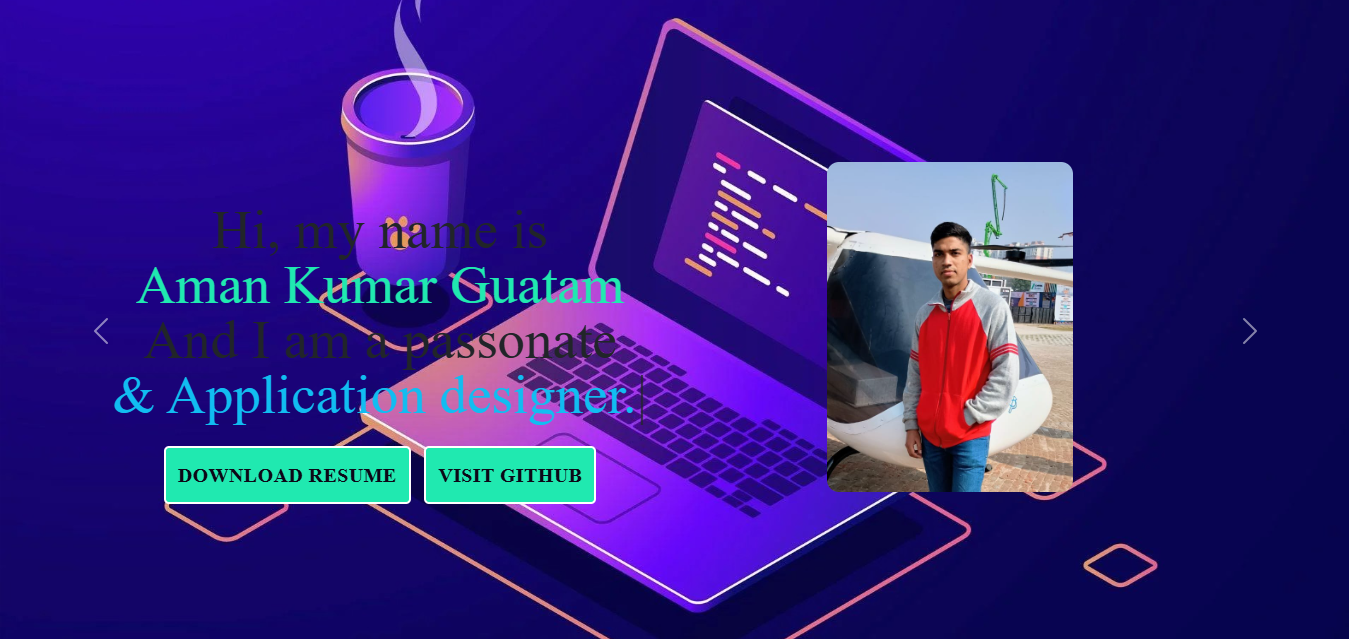 Hi, my name is
Aman Kumar Guatam
And I am a passonate
& Application designer.
DOWNLOAD RESUME
VISIT GITHUB